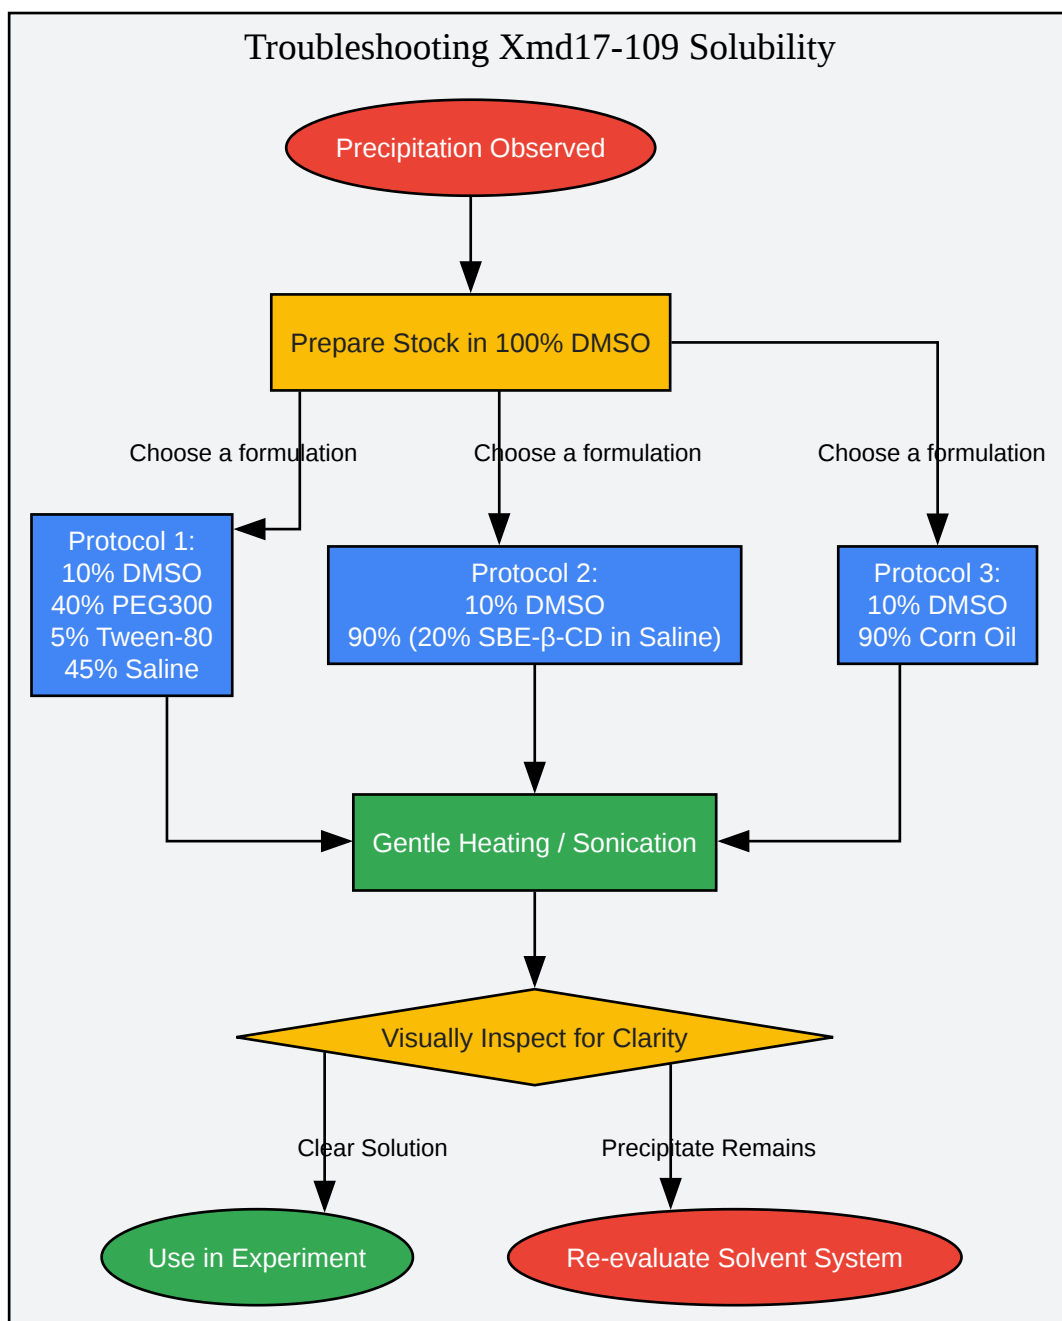 Troubleshooting Xmd17-109 Solubility
Precipitation Observed
Prepare Stock in 100% DMSO
Choose a formulation
Choose a formulation
Choose a formulation
Protocol 1:
10% DMSO
40% PEG300
5% Tween-80
45% Saline
Protocol 2:
10% DMSO
90% (20% SBE-β-CD in Saline)
Protocol 3:
10% DMSO
90% Corn Oil
Gentle Heating / Sonication
Visually Inspect for Clarity
Clear Solution
Precipitate Remains
Use in Experiment
Re-evaluate Solvent System